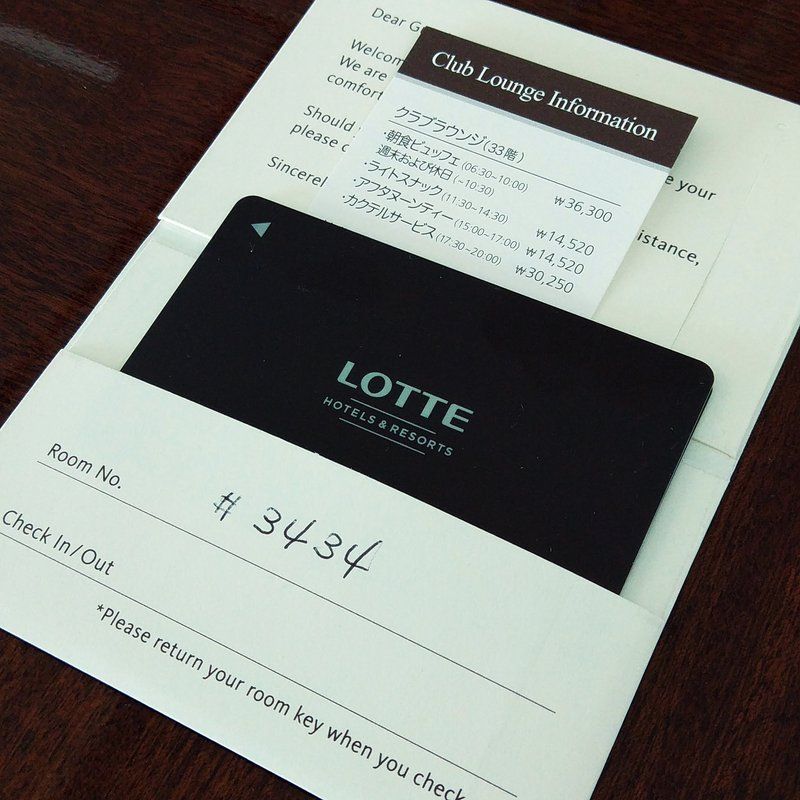 Dear G
Welcom
We are
comfort
Should
please c
Sincerel
e your
istance,
Club Lounge Information
クラブラウンジ(33階)
・朝食ビュッフェ (06:30~10:00) ₩36,300
週末および休日 (~10:30)
・ライトスナック (11:30~14:30) ₩14,520
・アフタヌーンティー (15:00~17:00) ₩14,520
・カクテルサービス (17:30~20:00) ₩30,250
LOTTE
HOTELS & RESORTS
Room No. # 3434
Check In/Out
*Please return your room key when you check